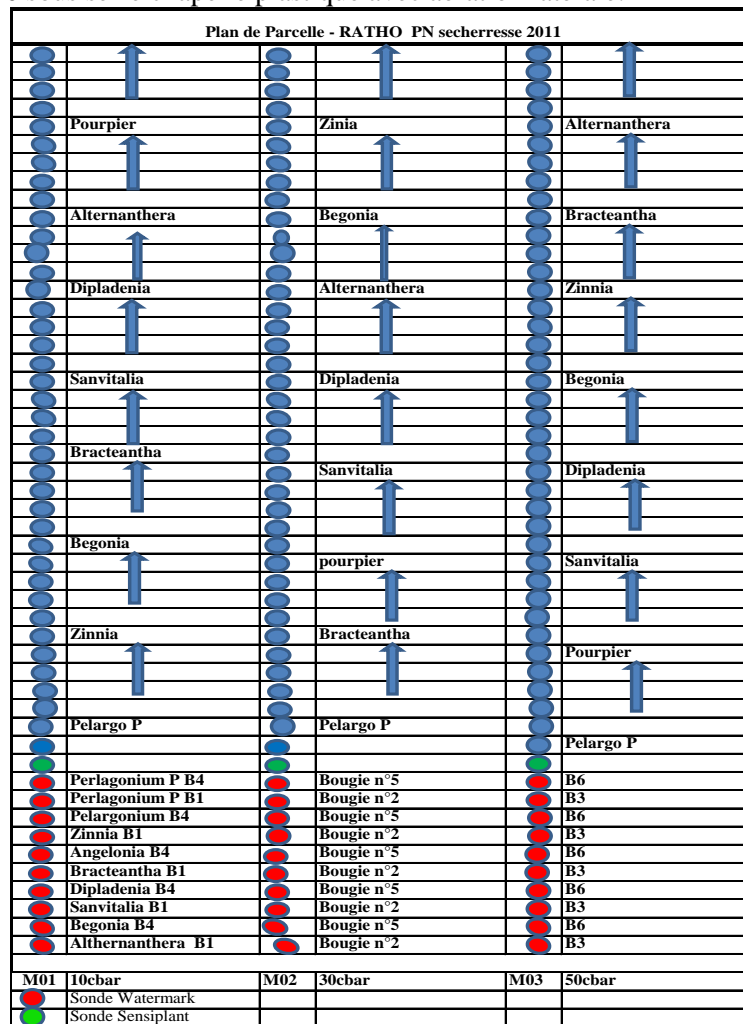 Plan de Parcelle - RATHO PN secherresse 2011
Pourpier Zinia Alternanthera
Alternanthera Begonia Bracteantha
Dipladenia Alternanthera Zinnia
Sanvitalia Dipladenia Begonia
Bracteantha
Sanvitalia Dipladenia
Begonia
pourpier Sanvitalia
Zinnia Bracteantha
Pourpier
Pelargo P Pelargo P
Pelargo P
Perlagonium P B4 Bougie n°5 B6
Perlagonium P B1 Bougie n°2 B3
Pelargonium B4 Bougie n°5 B6
Zinnia B1 Bougie n°2 B3
Angelonia B4 Bougie n°5 B6
Bracteantha B1 Bougie n°2 B3
Dipladenia B4 Bougie n°5 B6
Sanvitalia B1 Bougie n°2 B3
Begonia B4 Bougie n°5 B6
Althernanthera B1 Bougie n°2 B3
M01 10cbar M02 30cbar M03 50cbar
Sonde Watermark
Sonde Sensiplant